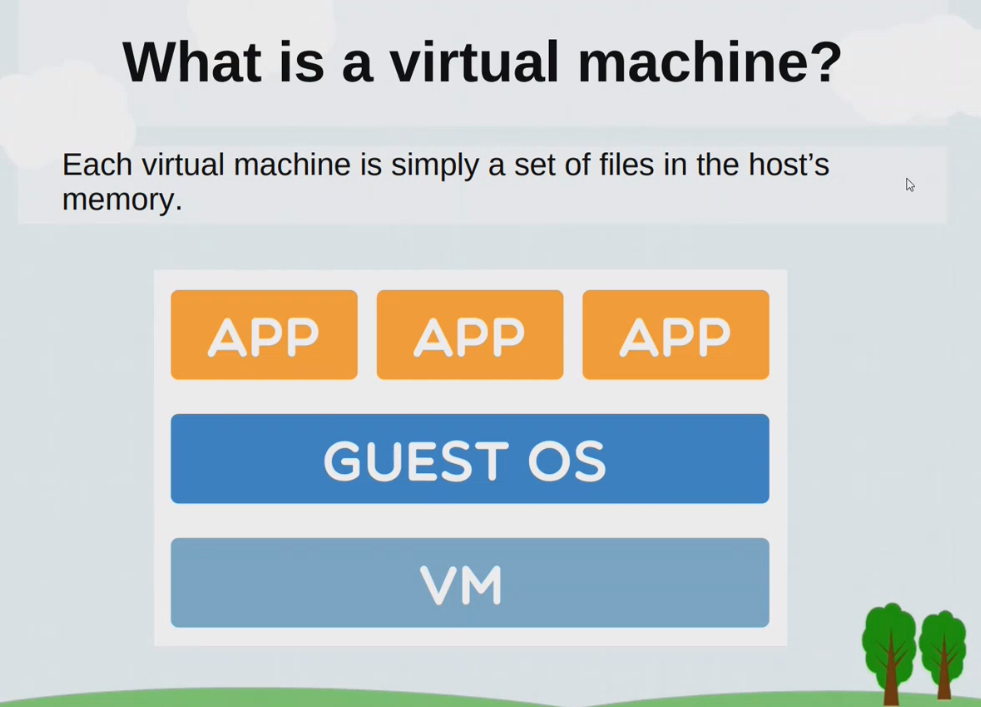 What is a virtual machine?
Each virtual machine is simply a set of files in the host’s
memory.
APP APP APP
GUEST OS
VM